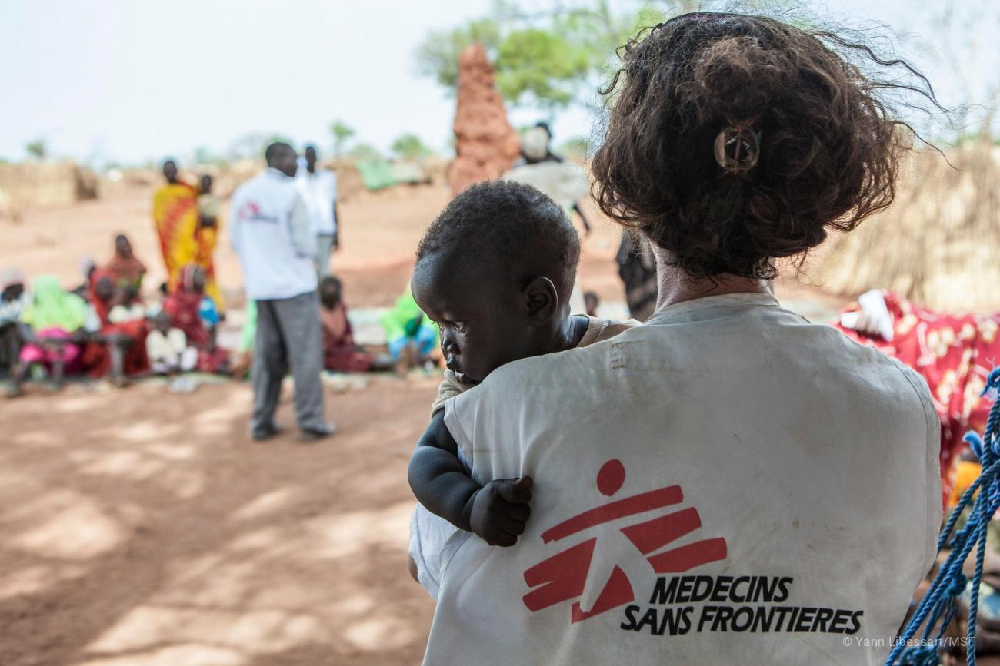 MEDECINS
SANS FRONTIERES
© Yann Libessart/MSF